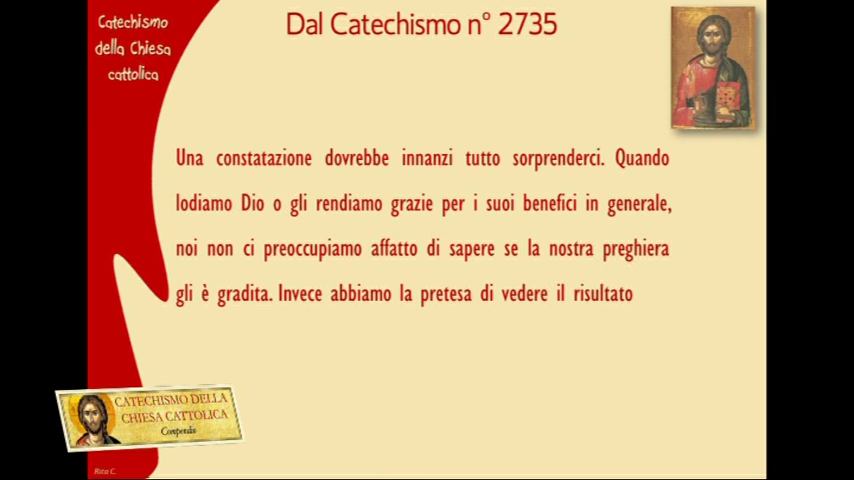 Catechismo
della Chiesa
cattolica
Dal Catechismo n° 2735
Una constatazione dovrebbe innanzi tutto sorprenderci. Quando
lodiamo Dio o gli rendiamo grazie per i suoi benefici in generale,
noi non ci preoccupiamo affatto di sapere se la nostra preghiera
gli è gradita. Invece abbiamo la pretesa di vedere il risultato
CATECHISMO DELLA
CHIESA CATTOLICA
Compendio
Rita C.